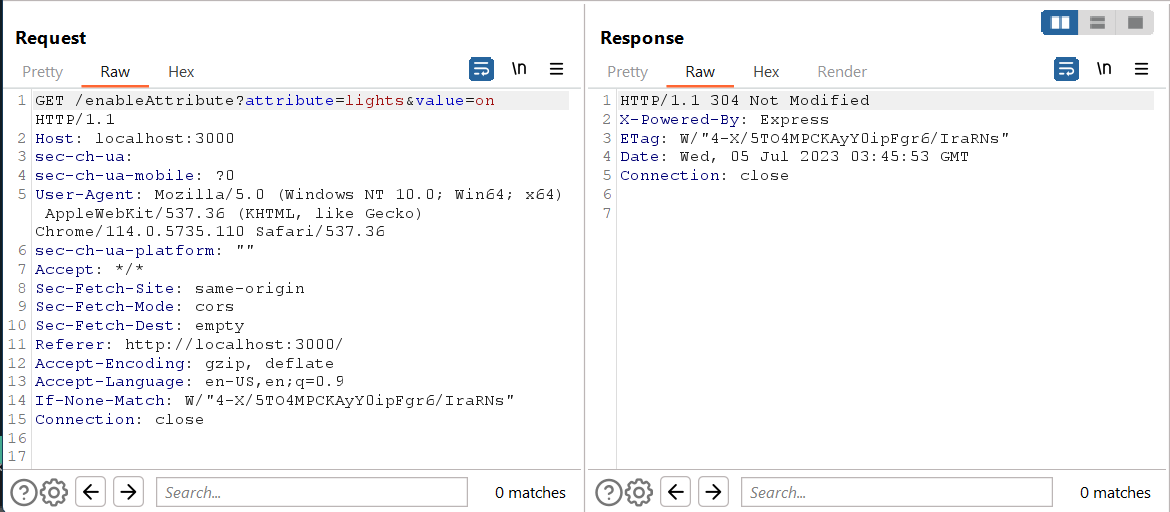 Request
Pretty Raw Hex
\n
1 GET /enableAttribute?attribute=lights&value=on
HTTP/1.1
2 Host: localhost:3000
3 sec-ch-ua:
4 sec-ch-ua-mobile: ?0
5 User-Agent: Mozilla/5.0 (Windows NT 10.0; Win64; x64)
AppleWebKit/537.36 (KHTML, like Gecko)
Chrome/114.0.5735.110 Safari/537.36
6 sec-ch-ua-platform: ""
7 Accept: */*
8 Sec-Fetch-Site: same-origin
9 Sec-Fetch-Mode: cors
10 Sec-Fetch-Dest: empty
11 Referer: http://localhost:3000/
12 Accept-Encoding: gzip, deflate
13 Accept-Language: en-US,en;q=0.9
14 If-None-Match: W/"4-X/5TO4MPCKAyY0ipFgr6/IraRNs"
15 Connection: close
16
17
Search...
0 matches
Response
Pretty Raw Hex Render
\n
1 HTTP/1.1 304 Not Modified
2 X-Powered-By: Express
3 ETag: W/"4-X/5TO4MPCKAyY0ipFgr6/IraRNs"
4 Date: Wed, 05 Jul 2023 03:45:53 GMT
5 Connection: close
6
7
Search...
0 matches